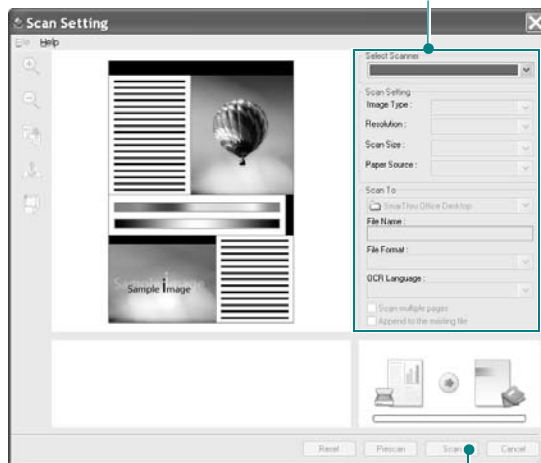 Scan Setting
File Help
Select Scanner
Scan Setting
Image Type :
Resolution :
Scan Size :
Paper Source :
Scan To
SmarThru Office Desktop
File Name :
File Format :
OCR Language :
Scan multiple pages
Append to the existing file
Sample Image
Reset Prescan Scan Cancel